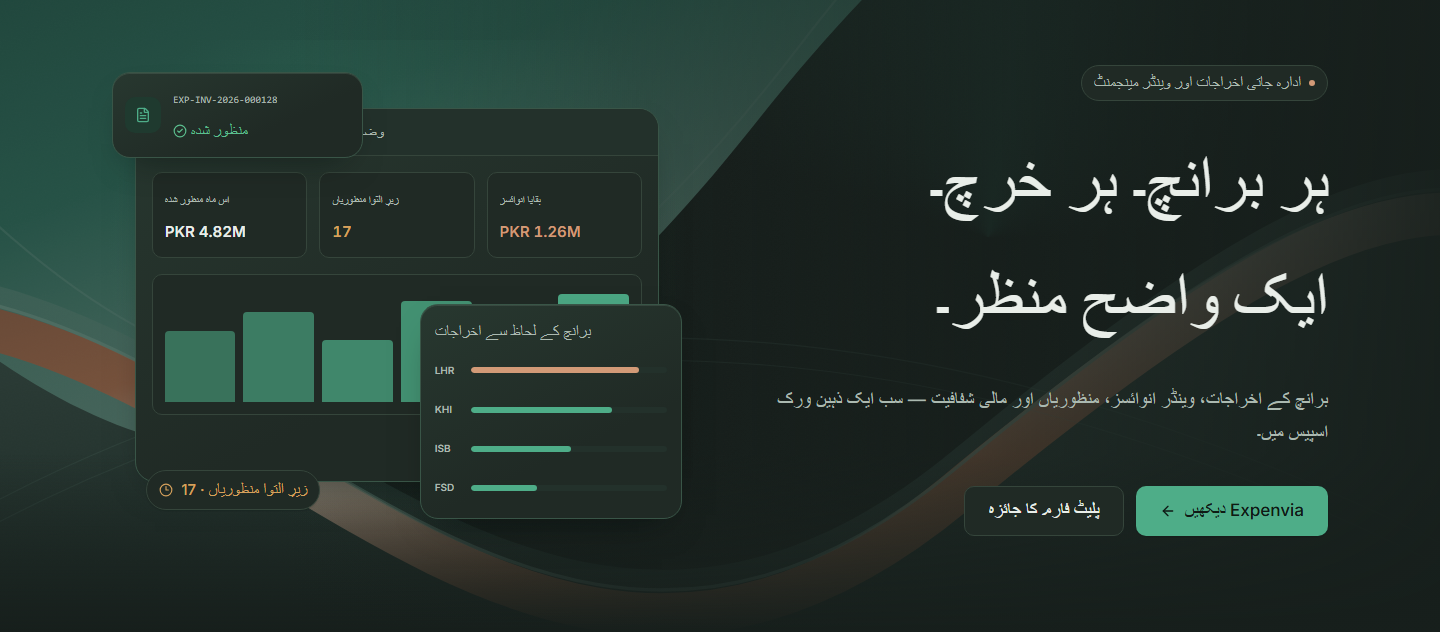 ادارہ جاتی اخراجات اور وینڈر مینجمنٹ
ہر برانچ۔ ہر خرچ۔
ایک واضح منظر۔
برانچ کے اخراجات، وینڈر انوائسز، منظوریاں اور مالی شفافیت — سب ایک ذہین ورک
اسپیس میں۔
Expenvia دیکھیں ←
پلیٹ فارم کا جائزہ
EXP-INV-2026-000128
منظور شدہ
بقایا انوائسز
PKR 1.26M
زیرِ التوا منظوریاں
17
اس ماہ منظور شدہ
PKR 4.82M
برانچ کے لحاظ سے اخراجات
LHR
KHI
ISB
FSD
زیرِ التوا منظوریاں · 17